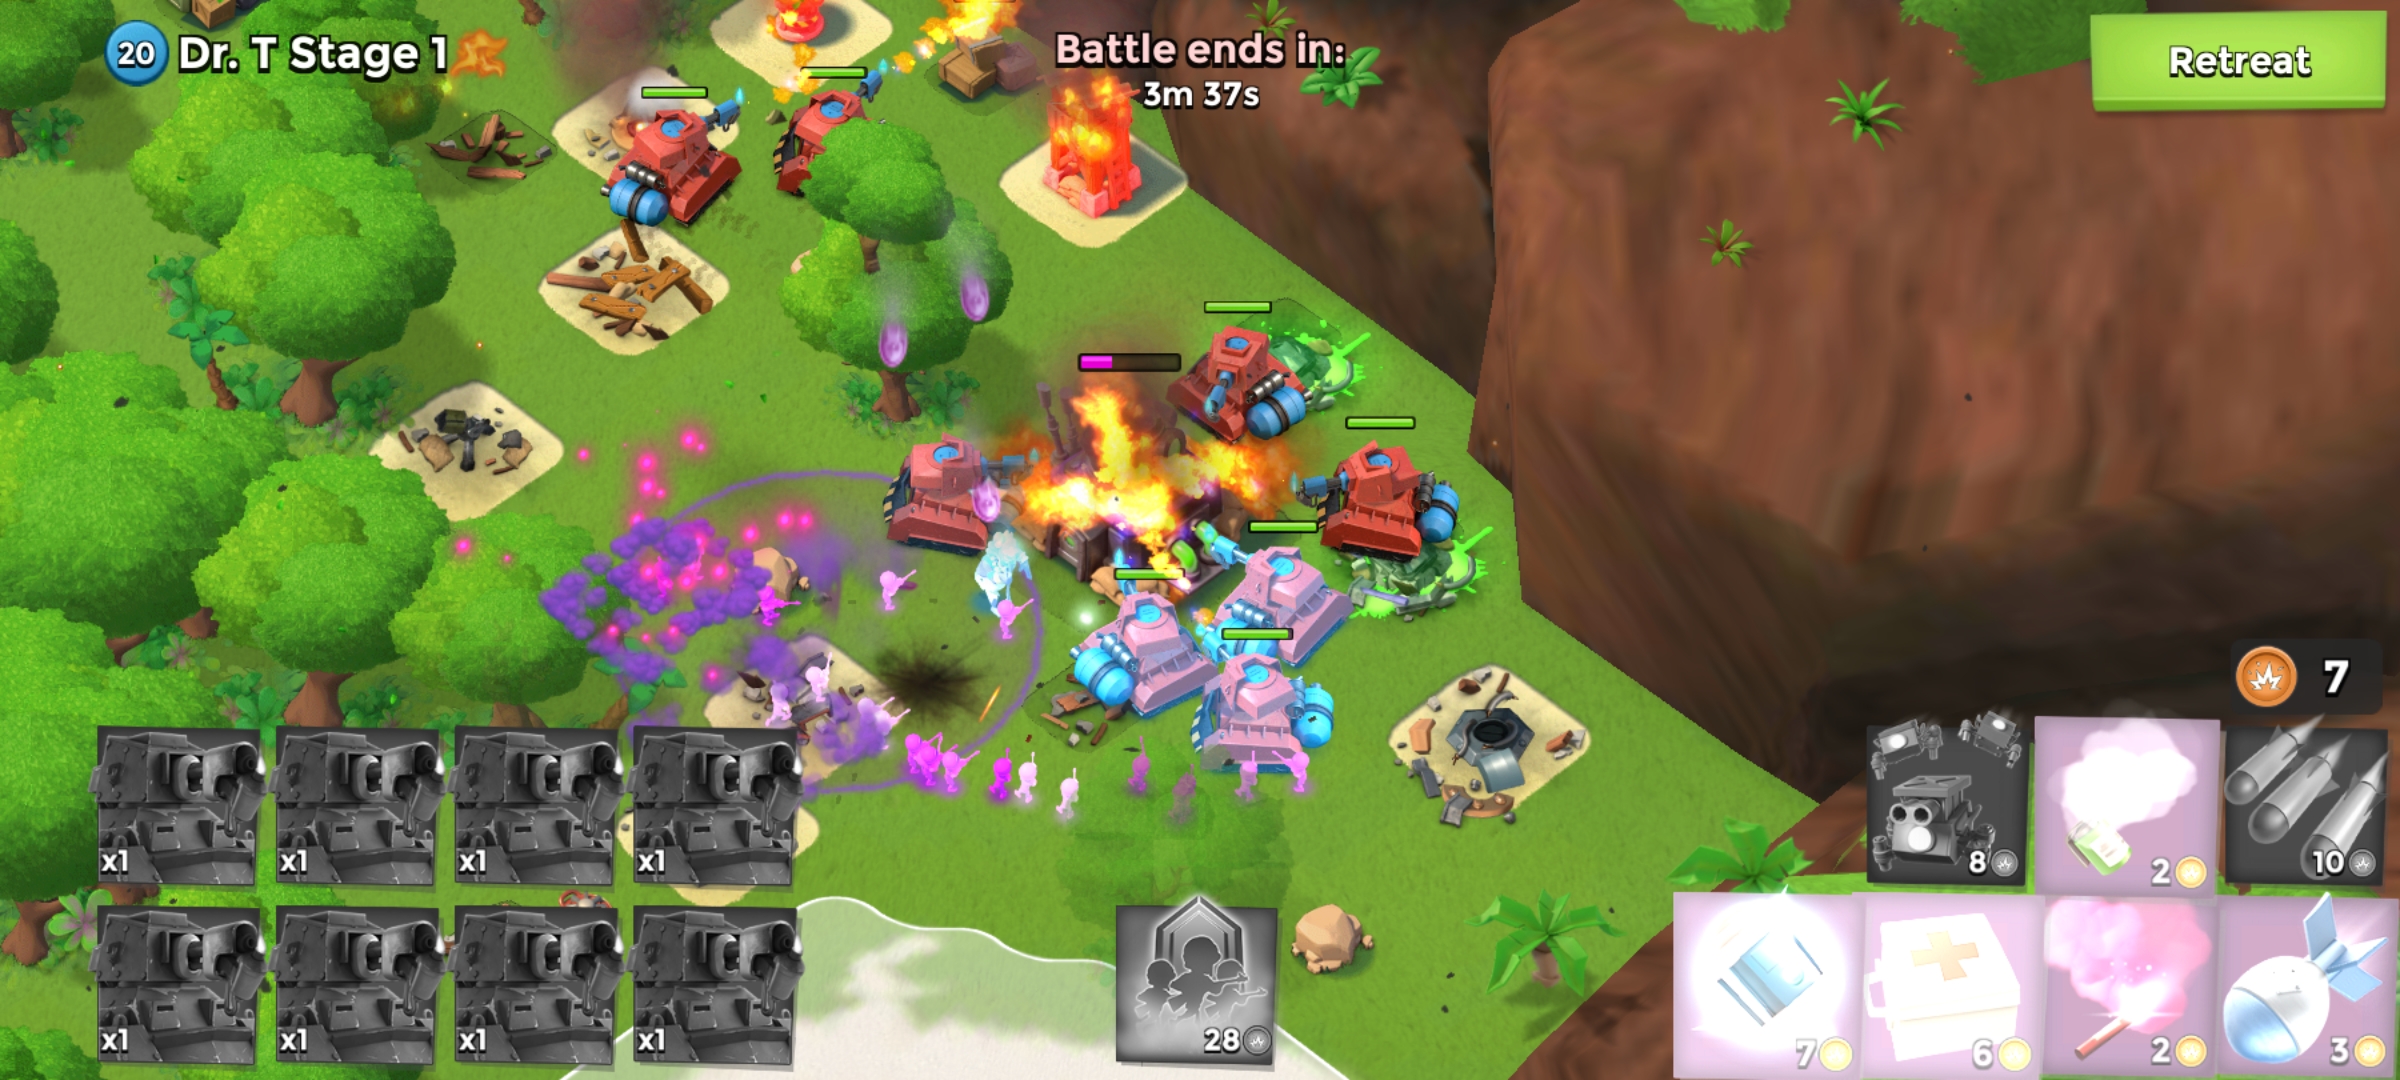 20 Dr. T Stage 1
Battle ends in:
3m 37s
Retreat
7
x1 x1 x1 x1
8 2 10
x1 x1 x1 x1
28
7 6 2 3